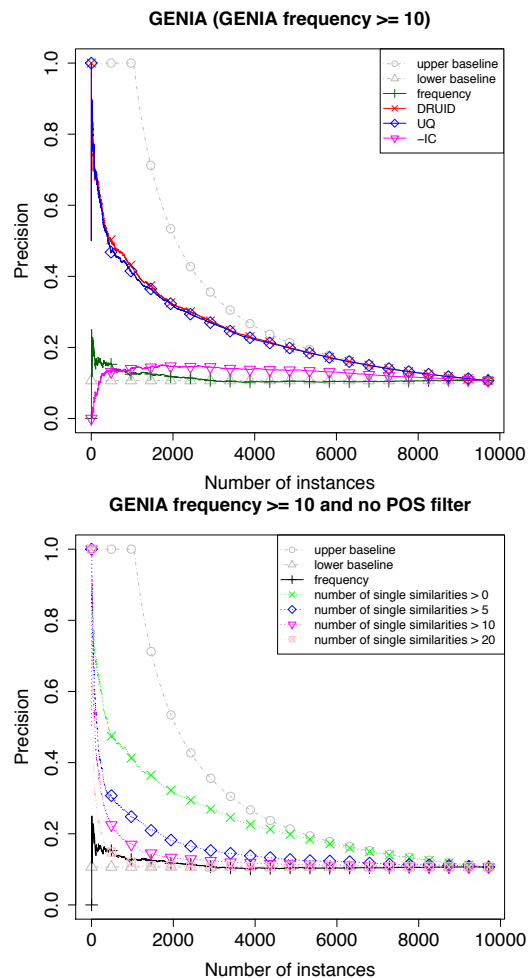 GENIA (GENIA frequency >= 10)
upper baseline
lower baseline
frequency
DRUID
UQ
−IC
Precision
1.0
0.8
0.6
0.4
0.2
0.0
0 2000 4000 6000 8000 10000
Number of instances
GENIA frequency >= 10 and no POS filter
upper baseline
lower baseline
frequency
number of single similarities > 0
number of single similarities > 5
number of single similarities > 10
number of single similarities > 20
Precision
1.0
0.8
0.6
0.4
0.2
0.0
0 2000 4000 6000 8000 10000
Number of instances